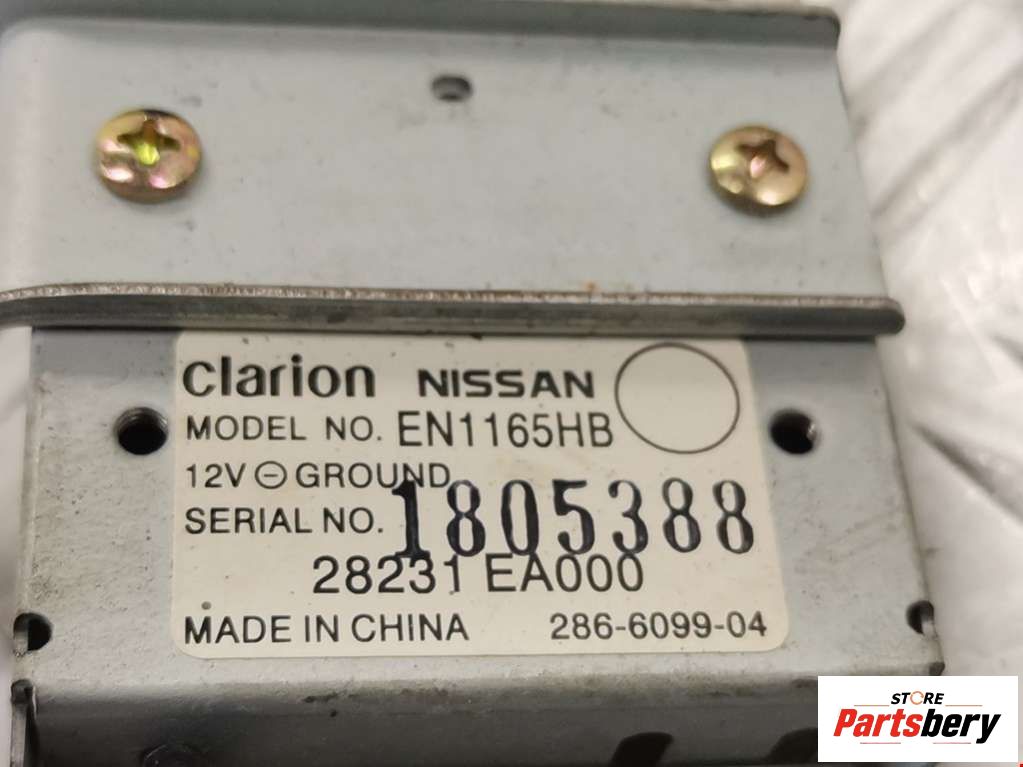 clarion NISSAN
MODEL NO. EN1165HB
12V ⊖ GROUND
SERIAL NO. 1805388
28231 EA000
MADE IN CHINA 286-6099-04
STORE
Partsbery